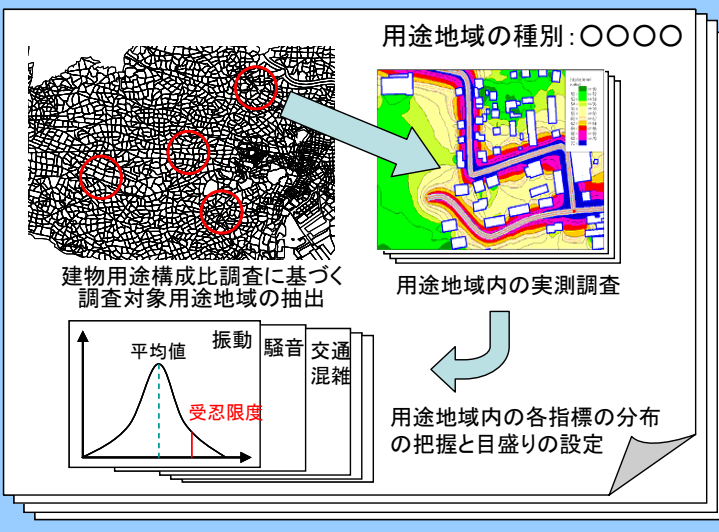 用途地域の種別:〇〇〇〇
建物用途構成比調査に基づく
調査対象用途地域の抽出
用途地域内の実測調査
振動
騒音
交通
混雑
平均値
受忍限度
用途地域内の各指標の分布
の把握と目盛りの設定